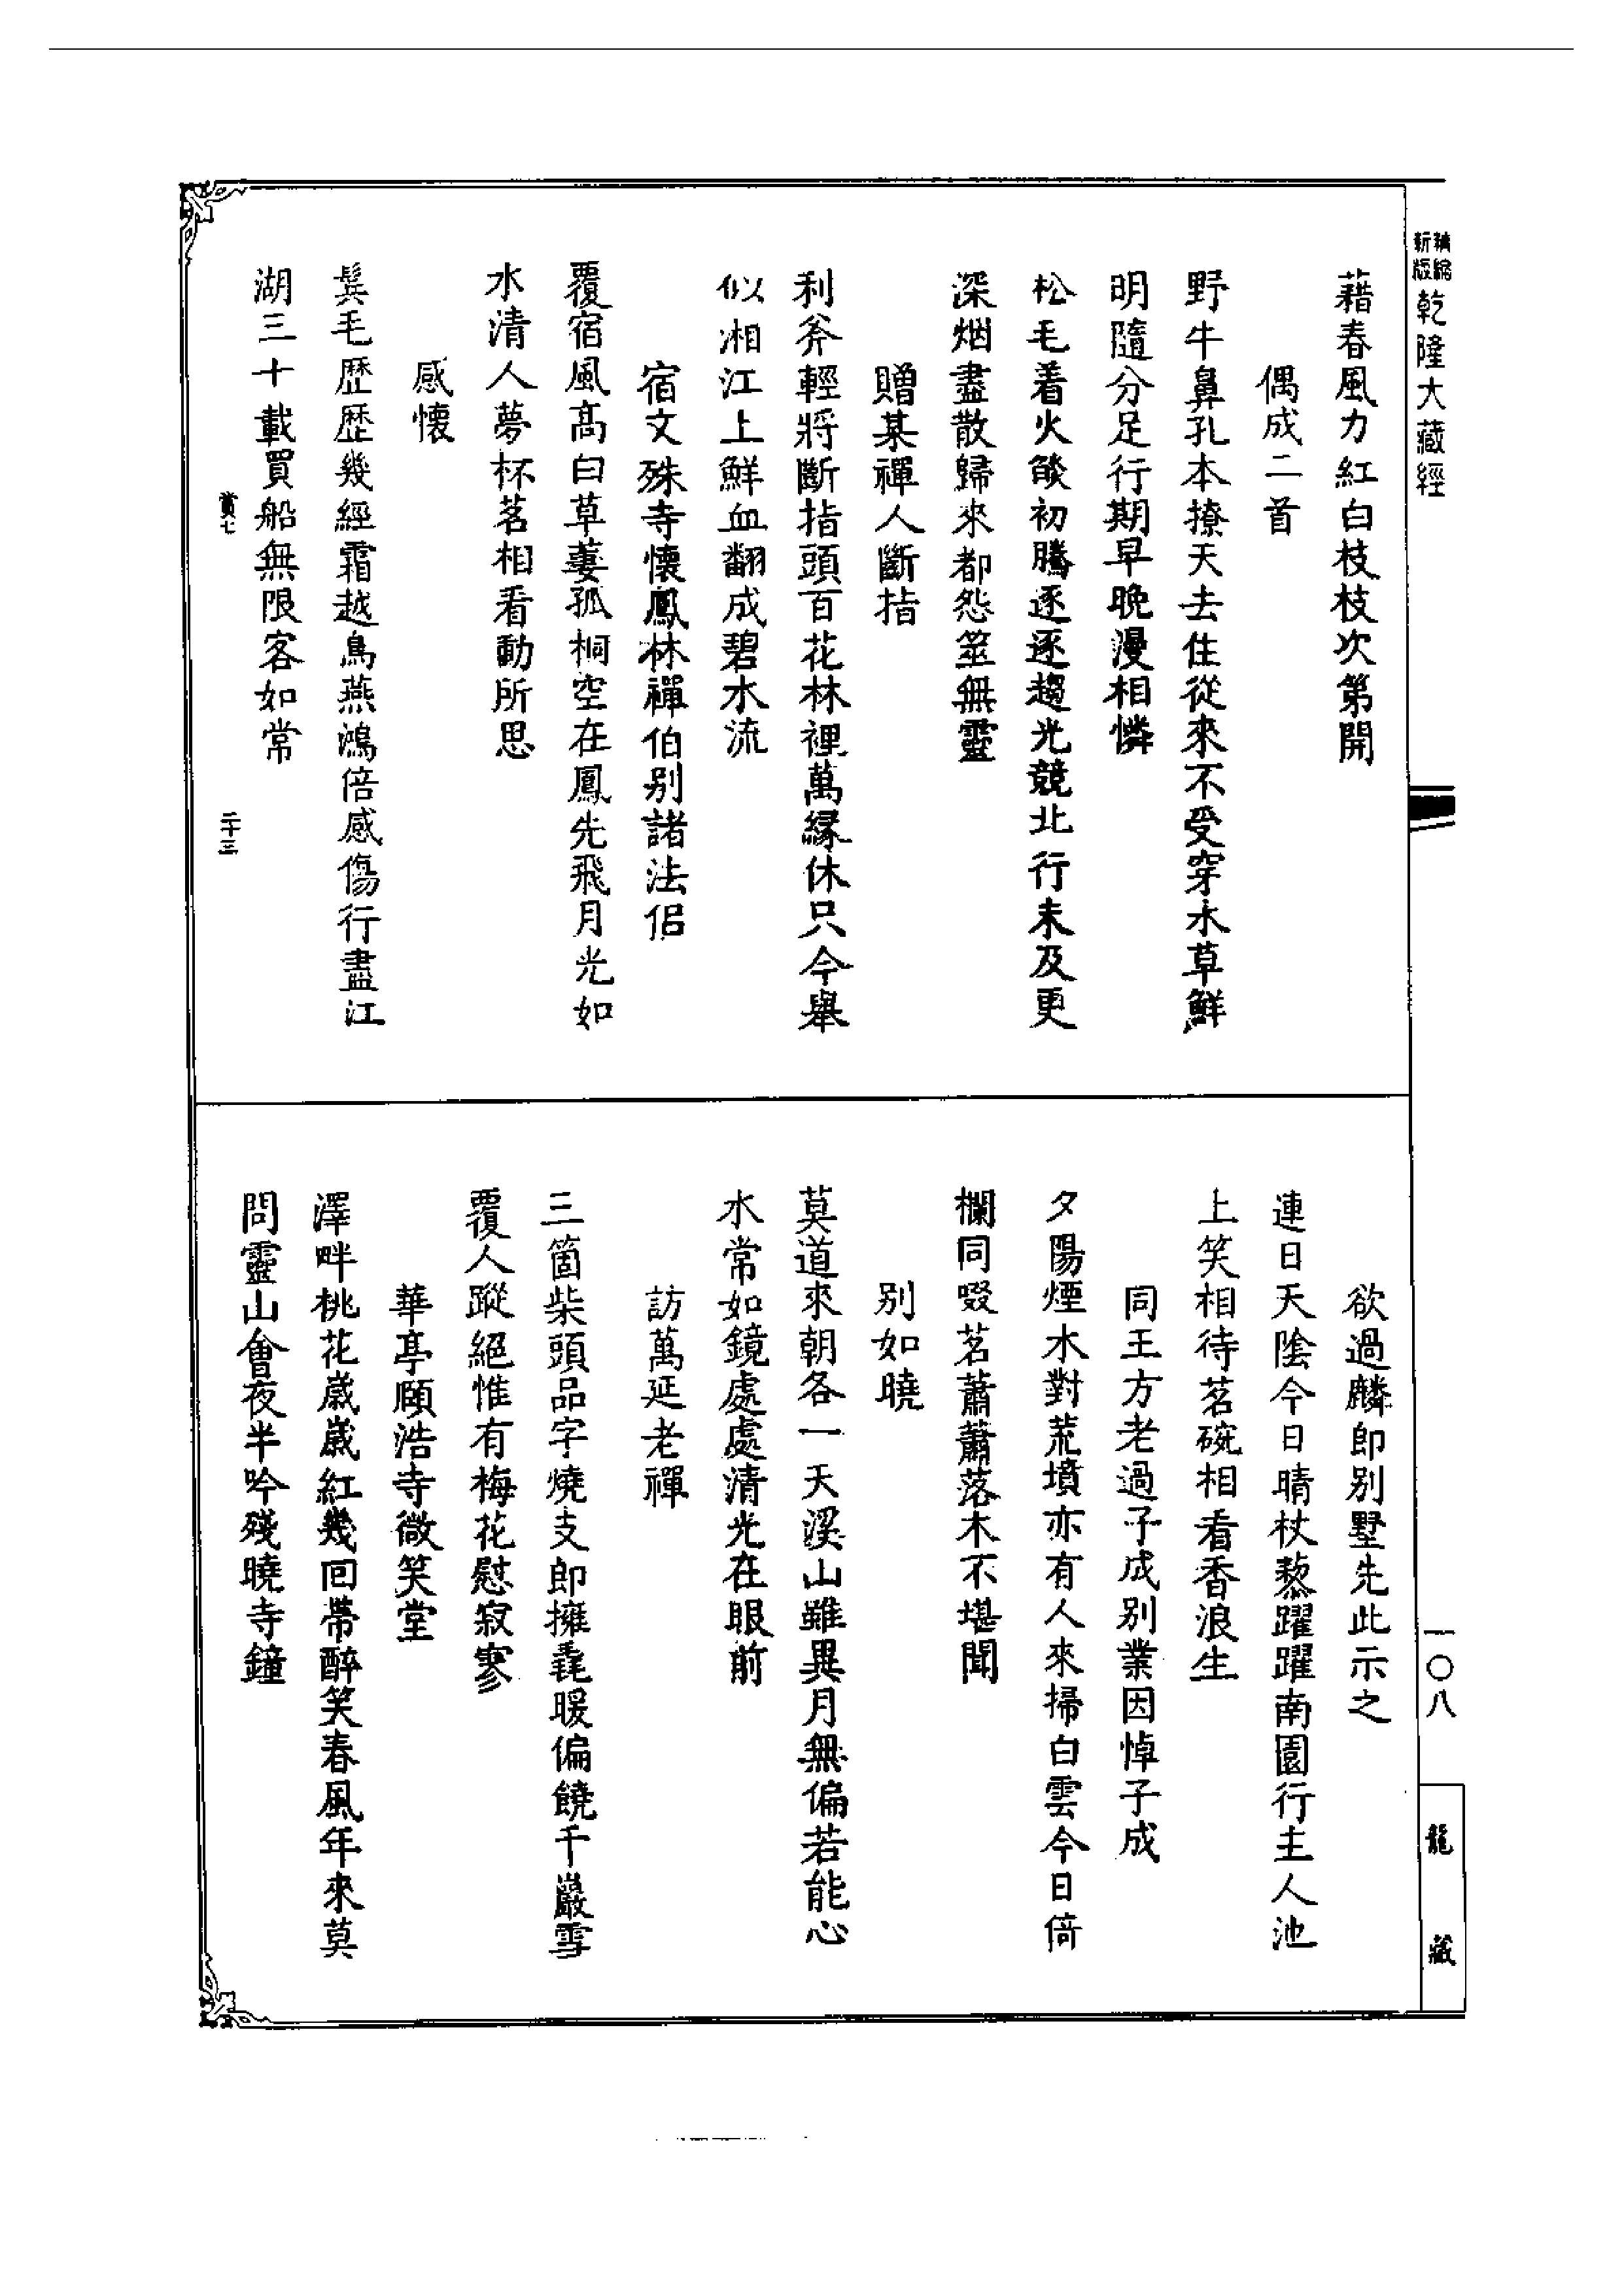 精縮新版乾隆大藏經
藉春風力紅白枝枝次第開
偶成二首
野牛鼻孔本撩天去住從來不受穿水草鮮
明隨分足行期早晚漫相憐
松毛着火燄初騰逐逐趨光競北行未及更
深烟盡散歸來都怨筮無靈
贈某禪人斷指
利斧輕將斷指頭百花林裡萬緣休只今舉
似湘江上鮮血翻成碧水流
宿文殊寺懷鳳林禪伯別諸法侶
覆宿風高白草萋孤桐空在鳳先飛月光如
水清人夢杯茗相看動所思
感懷
鬂毛歷歷幾經霜越鳥燕鴻倍感傷行盡江
湖三十載買船無限客如常
賞七 二十三
欲過麟郎別墅先此示之
連日天陰今日晴杖藜躍躍南園行主人池
上笑相待茗碗相看香浪生
同王方老過子成別業因悼子成
夕陽煙水對荒墳亦有人來掃白雲今日倚
欄同啜茗蕭蕭落木不堪聞
別如曉
莫道來朝各一天溪山雖異月無偏若能心
水常如鏡處處清光在眼前
訪萬延老禪
三箇柴頭品字燒支郎擁毳暖偏饒千巖雪
覆人蹤絕惟有梅花慰寂寥
華亭頤浩寺微笑堂
澤畔桃花歲歲紅幾回帶醉笑春風年來莫
問靈山會夜半吟殘曉寺鐘
一〇八
龍藏